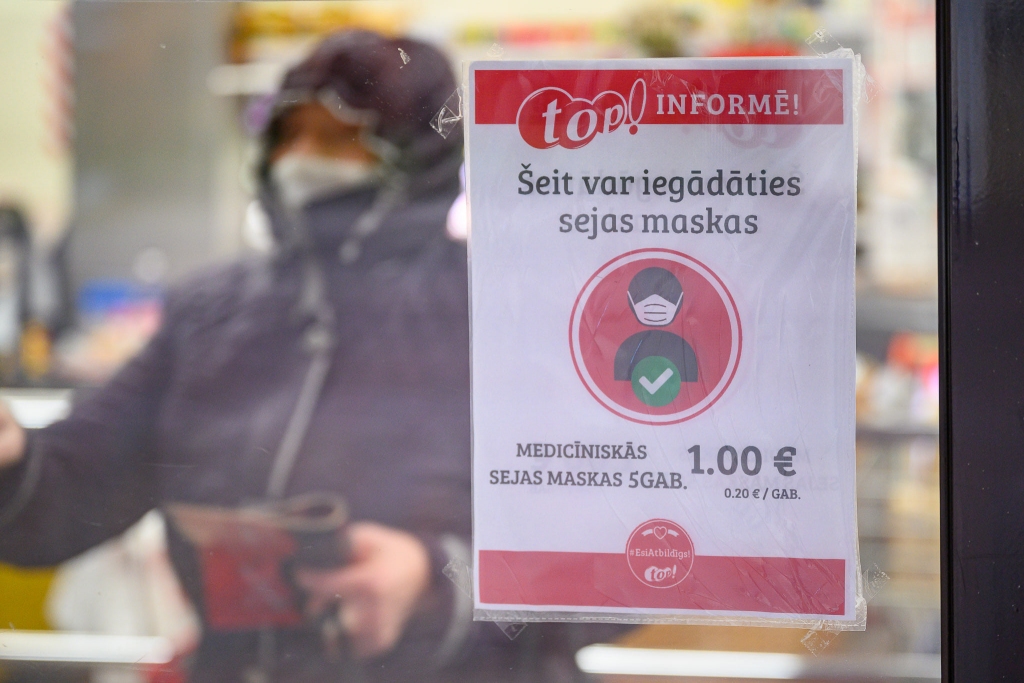 top! INFORMĒ!
Šeit var iegādāties
sejas maskas
MEDICĪNISKĀS
SEJAS MASKAS 5GAB.
1.00 €
0.20 € / GAB.
#EsiAtbildīgs!
top!